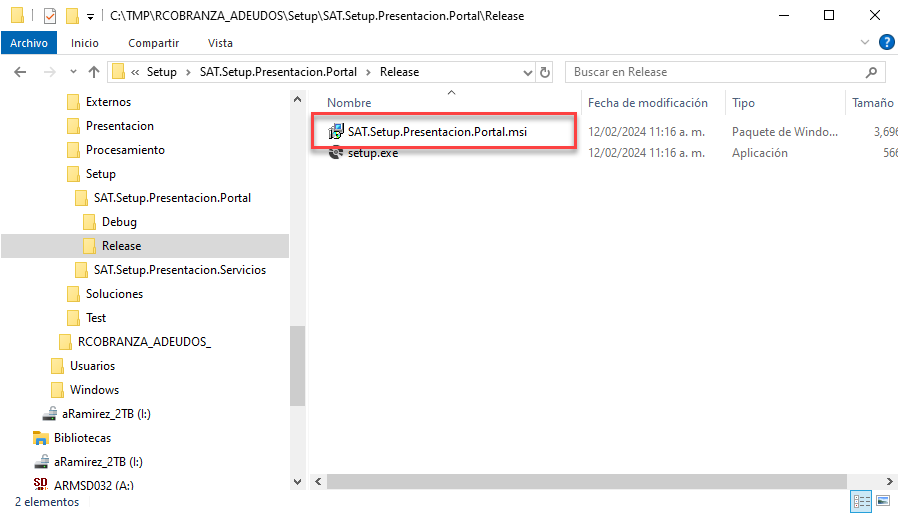 C:\TMP\RCOBRANZA_ADEUDOS\Setup\SAT.Setup.Presentacion.Portal\Release
Archivo Inicio Compartir Vista
« Setup > SAT.Setup.Presentacion.Portal > Release
Buscar en Release
Externos
Presentacion
Procesamiento
Setup
SAT.Setup.Presentacion.Portal
Debug
Release
SAT.Setup.Presentacion.Servicios
Soluciones
Test
RCOBRANZA_ADEUDOS_
Usuarios
Windows
aRamirez_2TB (I:)
Bibliotecas
aRamirez_2TB (I:)
ARMSD032 (A:)
Nombre Fecha de modificación Tipo Tamaño
SAT.Setup.Presentacion.Portal.msi 12/02/2024 11:16 a. m. Paquete de Windo... 3,696
setup.exe 12/02/2024 11:16 a. m. Aplicación 566
2 elementos